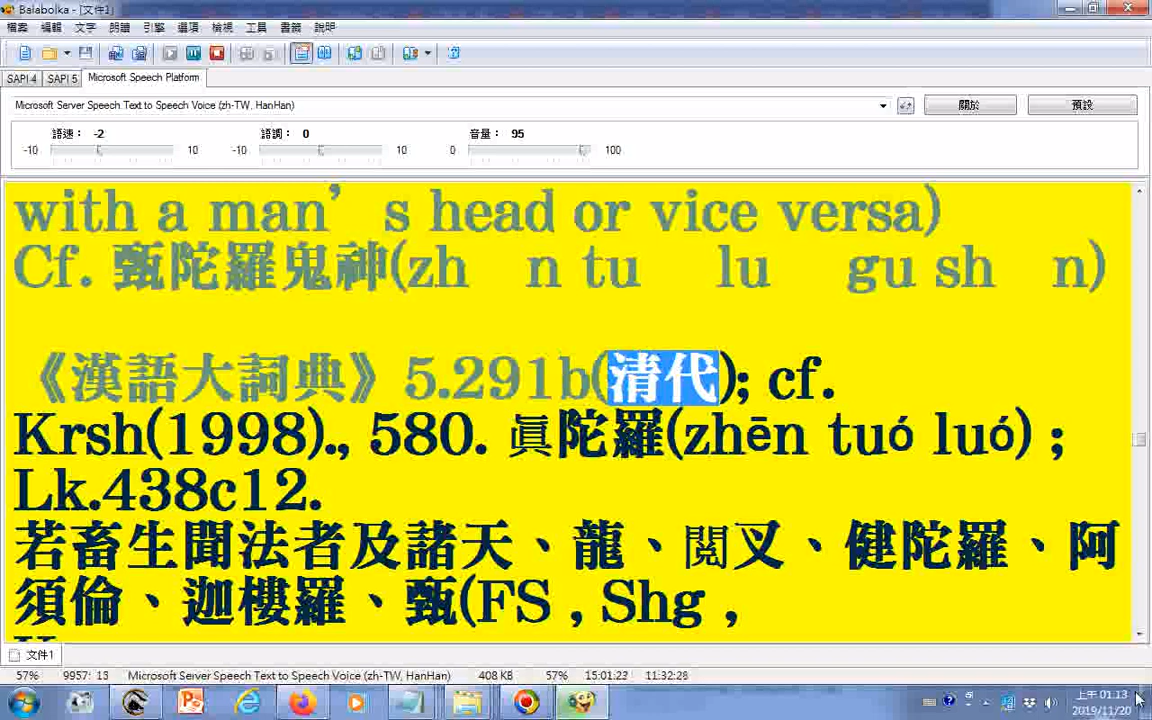 Balabolka - [文件1]
檔案 編輯 文字 朗讀 引擎 選項 檢視 工具 書籤 說明
SAPI 4 SAPI 5 Microsoft Speech Platform
Microsoft Server Speech Text to Speech Voice (zh-TW, HanHan) 關於 預設
語速： -2 語調： 0 音量： 95
-10 10 -10 10 0 100
with a man’s head or vice versa)
Cf. 甄陀羅鬼神(zh n tu lu gu sh n)
《漢語大詞典》5.291b(清代); cf.
Krsh(1998)., 580. 眞陀羅(zhēn tuó luó) ;
Lk.438c12.
若畜生聞法者及諸天、龍、閱叉、健陀羅、阿
須倫、迦樓羅、甄(FS , Shg ,
文件1
57% 9957: 13 Microsoft Server Speech Text to Speech Voice (zh-TW, HanHan) 408 KB 57% 15:01:23 11:32:28
上午 01:13
2019/11/20